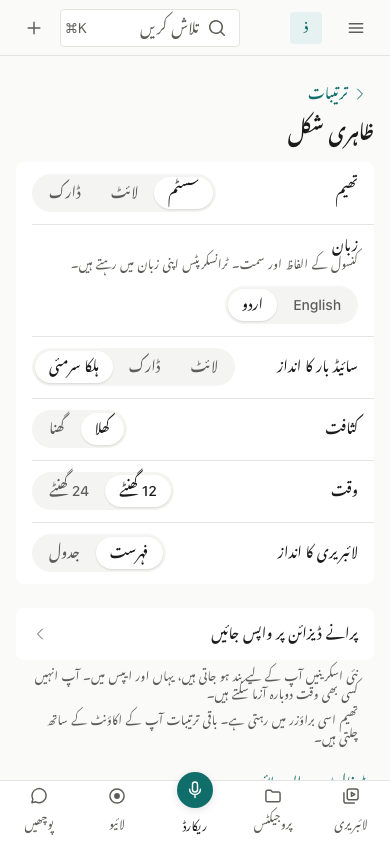 ذ
تلاش کریں
⌘K
ترتیبات
ظاہری شکل
تھیم
سسٹم
لائٹ
ڈارک
زبان
کنسول کے الفاظ اور سمت۔ ٹرانسکرپٹس اپنی زبان میں رہتے ہیں۔
English
اردو
سائیڈ بار کا انداز
لائٹ
ڈارک
ہلکا سرمئی
کثافت
کھلا
گھنا
وقت
12 گھنٹے
24 گھنٹے
لائبریری کا انداز
فہرست
جدول
پرانے ڈیزائن پر واپس جائیں
نئی اسکرینیں آپ کے لیے بند ہو جاتی ہیں، یہاں اور ایپس میں۔ آپ انہیں
کسی بھی وقت دوبارہ آزما سکتے ہیں۔
تھیم اسی براؤزر میں رہتی ہے۔ باقی ترتیبات آپ کے اکاؤنٹ کے ساتھ
چلتی ہیں۔
لائبریری
پروجیکٹس
ریکارڈ
لائیو
پوچھیں